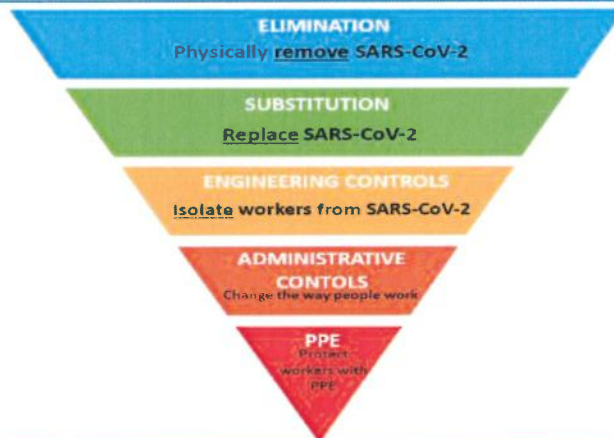 ELIMINATION
Physically remove SARS-CoV-2
SUBSTITUTION
Replace SARS-CoV-2
ENGINEERING CONTROLS
Isolate workers from SARS-CoV-2
ADMINISTRATIVE
CONTOLS
Change the way people work
PPE
Protect
workers with
PPE